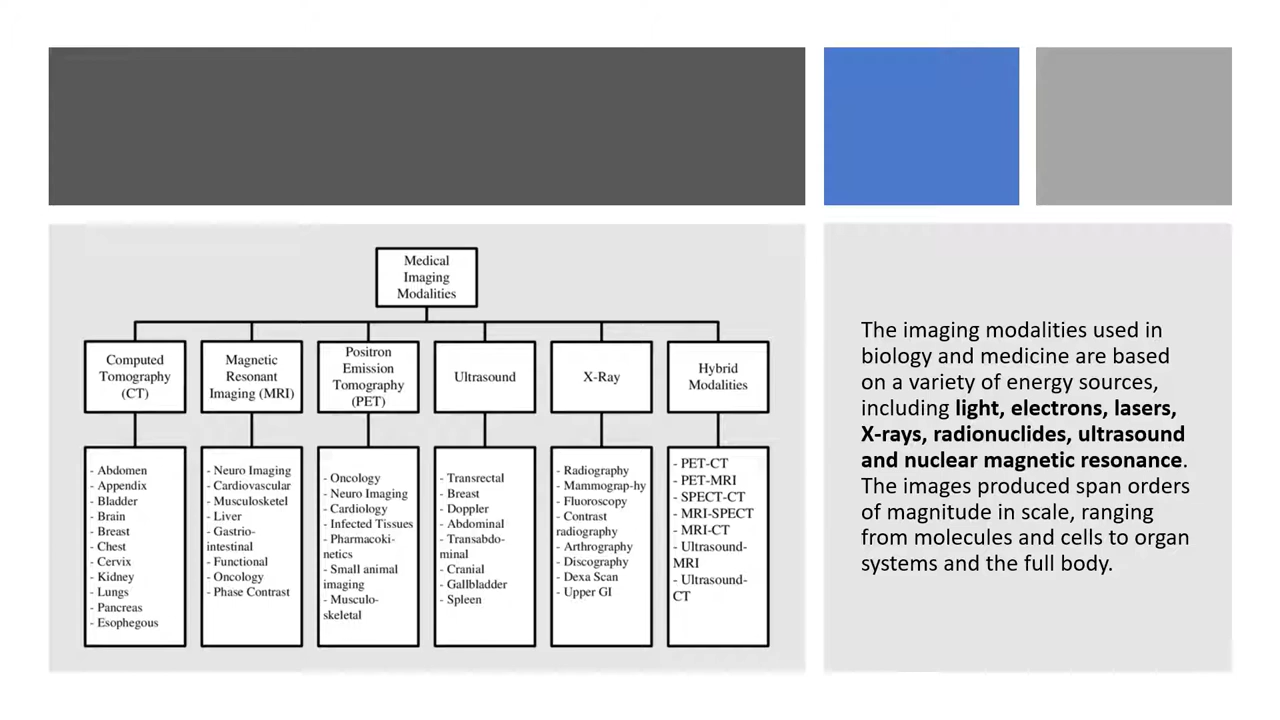 Medical
Imaging
Modalities
Computed
Tomography
(CT)
Magnetic
Resonant
Imaging (MRI)
Positron
Emission
Tomography
(PET)
Ultrasound
X-Ray
Hybrid
Modalities
- Abdomen
- Appendix
- Bladder
- Brain
- Breast
- Chest
- Cervix
- Kidney
- Lungs
- Pancreas
- Esophegous
- Neuro Imaging
- Cardiovascular
- Musculosketel
- Liver
- Gastro-
intestinal
- Functional
- Oncology
- Phase Contrast
- Oncology
- Neuro Imaging
- Cardiology
- Infected Tissues
- Pharmacoki-
netics
- Small animal
imaging
- Musculo-
skeletal
- Transrectal
- Breast
- Doppler
- Abdominal
- Transabdo-
minal
- Cranial
- Gallbladder
- Spleen
- Radiography
- Mammograp-hy
- Fluoroscopy
- Contrast
radiography
- Arthrography
- Discography
- Dexa Scan
- Upper GI
- PET-CT
- PET-MRI
- SPECT-CT
- MRI-SPECT
- MRI-CT
- Ultrasound-
MRI
- Ultrasound-
CT
The imaging modalities used in
biology and medicine are based
on a variety of energy sources,
including light, electrons, lasers,
X-rays, radionuclides, ultrasound
and nuclear magnetic resonance.
The images produced span orders
of magnitude in scale, ranging
from molecules and cells to organ
systems and the full body.